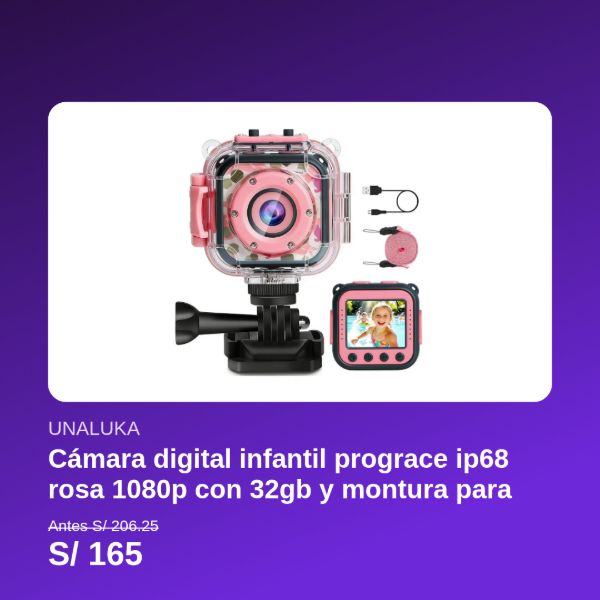 UNALUKA
Cámara digital infantil prograce ip68
rosa 1080p con 32gb y montura para
Antes S/ 206.25
S/ 165